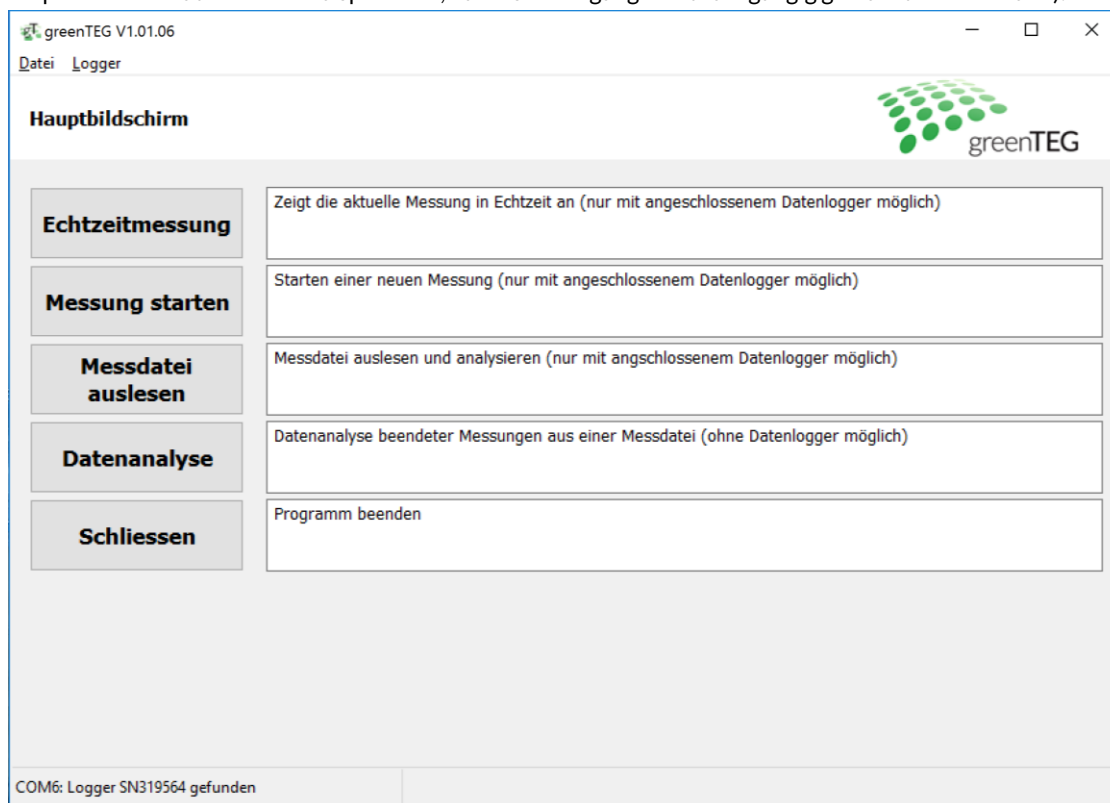 greenTEG V1.01.06
Datei Logger
Hauptbildschirm
greenTEG
Echtzeitmessung
Zeigt die aktuelle Messung in Echtzeit an (nur mit angeschlossenem Datenlogger möglich)
Messung starten
Starten einer neuen Messung (nur mit angeschlossenem Datenlogger möglich)
Messdatei
auslesen
Messdatei auslesen und analysieren (nur mit angschlossenem Datenlogger möglich)
Datenanalyse
Datenanalyse beendeter Messungen aus einer Messdatei (ohne Datenlogger möglich)
Schliessen
Programm beenden
COM6: Logger SN319564 gefunden